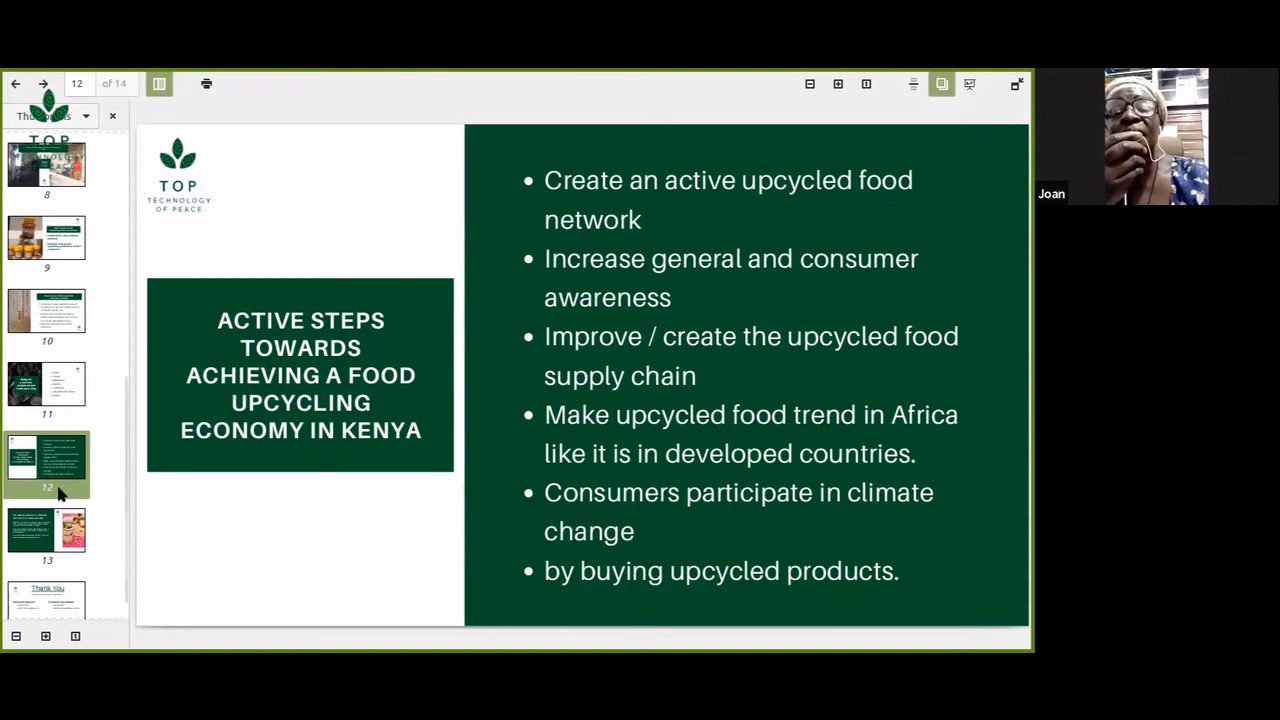 12 of 14
8
9
10
11
12
13
Thank You
TOP
TECHNOLOGY
OF PEACE
ACTIVE STEPS
TOWARDS
ACHIEVING A FOOD
UPCYCLING
ECONOMY IN KENYA
• Create an active upcycled food
network
• Increase general and consumer
awareness
• Improve / create the upcycled food
supply chain
• Make upcycled food trend in Africa
like it is in developed countries.
• Consumers participate in climate
change
• by buying upcycled products.
Joan